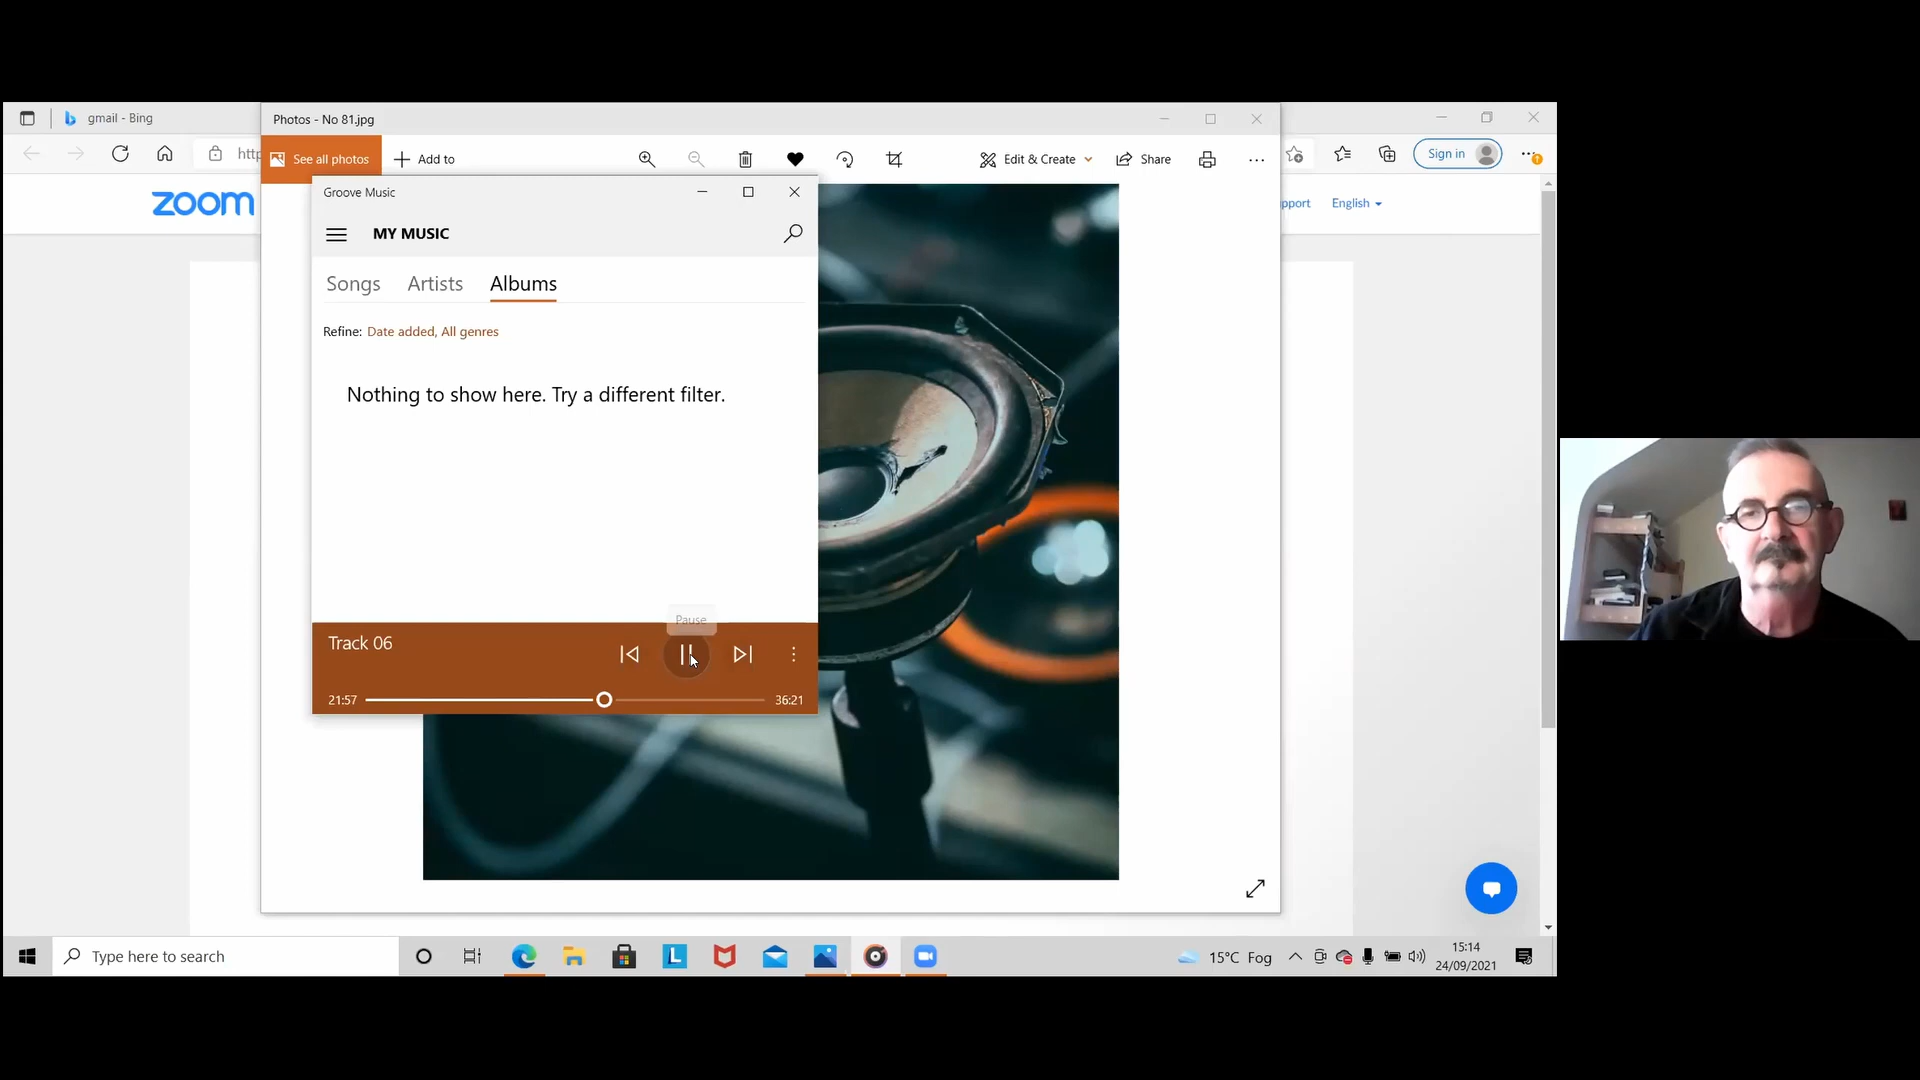 gmail - Bing
Photos - No 81.jpg
http
Sign in
See all photos
Add to
Edit & Create
Share
zoom
pport
English
Groove Music
MY MUSIC
Songs Artists Albums
Refine: Date added, All genres
Nothing to show here. Try a different filter.
Pause
Track 06
21:57
36:21
Type here to search
L
15°C Fog
15:14
24/09/2021